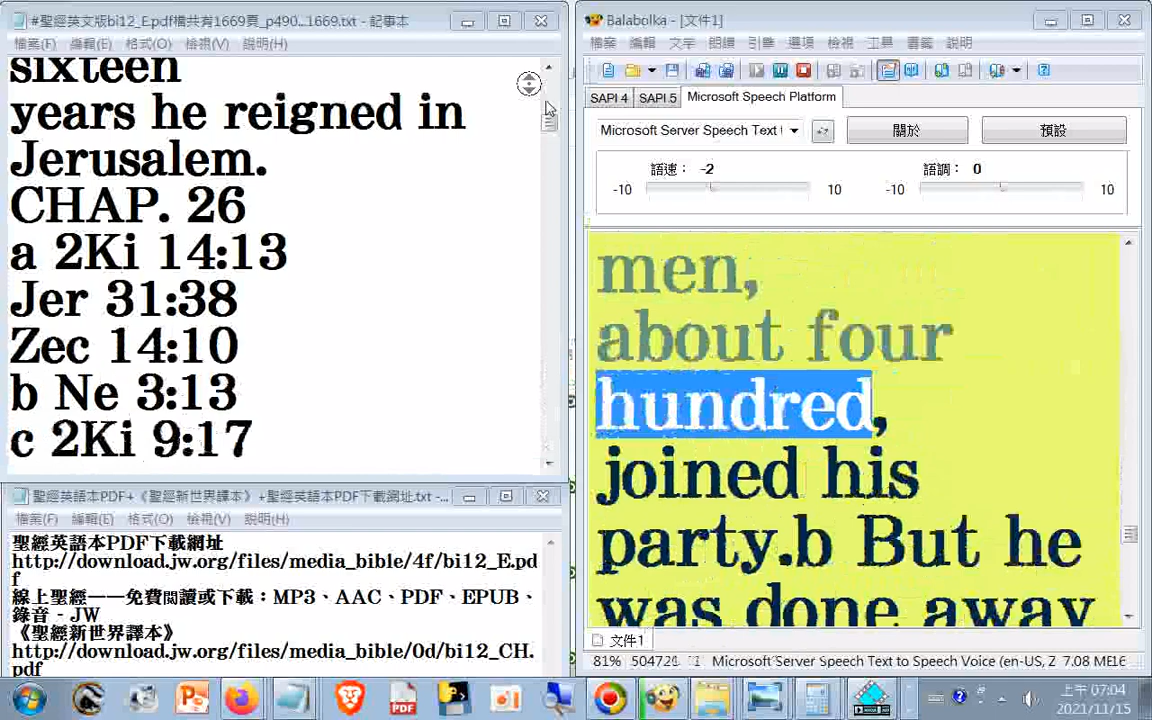 #聖經英文版bi12_E.pdf檔共有1669頁_p490...1669.txt - 記事本
檔案(F) 編輯(E) 格式(O) 檢視(V) 說明(H)
sixteen
years he reigned in
Jerusalem.
CHAP. 26
a 2Ki 14:13
Jer 31:38
Zec 14:10
b Ne 3:13
c 2Ki 9:17
聖經英語本PDF+《聖經新世界譯本》+聖經英語本PDF下載網址.txt - ...
檔案(F) 編輯(E) 格式(O) 檢視(V) 說明(H)
聖經英語本PDF下載網址
http://download.jw.org/files/media_bible/4f/bi12_E.pd
f
線上聖經——免費閱讀或下載：MP3、AAC、PDF、EPUB、
錄音 - JW
《聖經新世界譯本》
http://download.jw.org/files/media_bible/0d/bi12_CH.
pdf
Balabolka - [文件1]
檔案 編輯 文字 朗讀 引擎 選項 檢視 工具 書籤 說明
SAPI 4 SAPI 5 Microsoft Speech Platform
Microsoft Server Speech Text
關於 預設
語速： -2 語調： 0
-10 10 -10 10
men,
about four
hundred,
joined his
party.b But he
was done away
文件1
81% Microsoft Server Speech Text to Speech Voice (en-US, Z 7.08 ME16
PDF
上午 07:04
2021/11/15